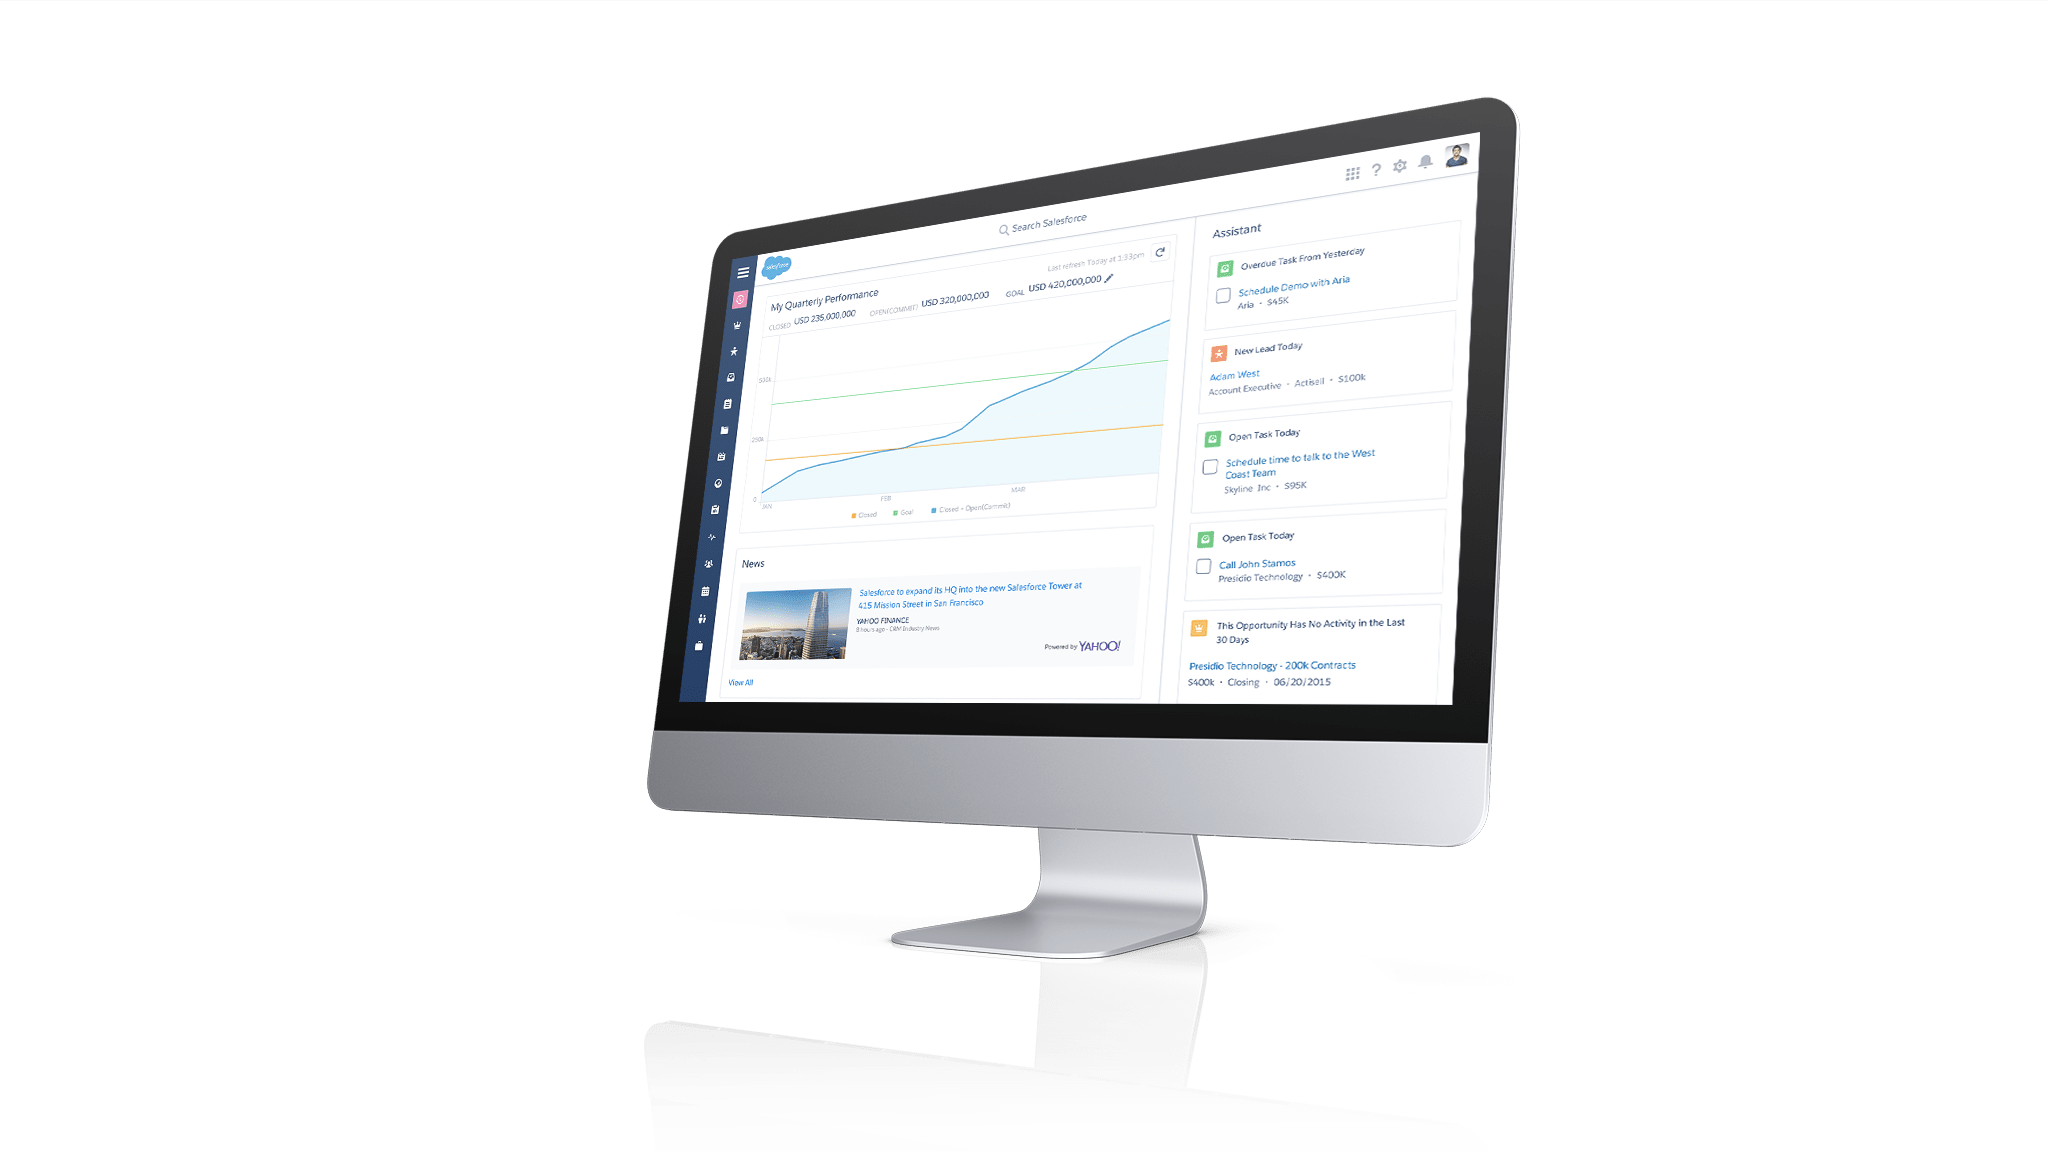 Search Salesforce
salesforce
My Quarterly Performance
Last refresh Today at 1:33pm
CLOSED USD 235,000,000 OPEN(COMMIT) USD 320,000,000 GOAL USD 420,000,000
500k
250k
0
JAN
FEB
MAR
Closed
Goal
Closed + Open(Commit)
News
Salesforce to expand its HQ into the new Salesforce Tower at
415 Mission Street in San Francisco
YAHOO FINANCE
8 hours ago - CRM Industry News
Powered by YAHOO!
View All
Assistant
Overdue Task From Yesterday
Schedule Demo with Aria
Aria • $45K
New Lead Today
Adam West
Account Executive • Actisell • $100k
Open Task Today
Schedule time to talk to the West
Coast Team
Skyline Inc • $95K
Open Task Today
Call John Stamos
Presidio Technology • $400K
This Opportunity Has No Activity in the Last
30 Days
Presidio Technology - 200k Contracts
$400k • Closing • 06/20/2015